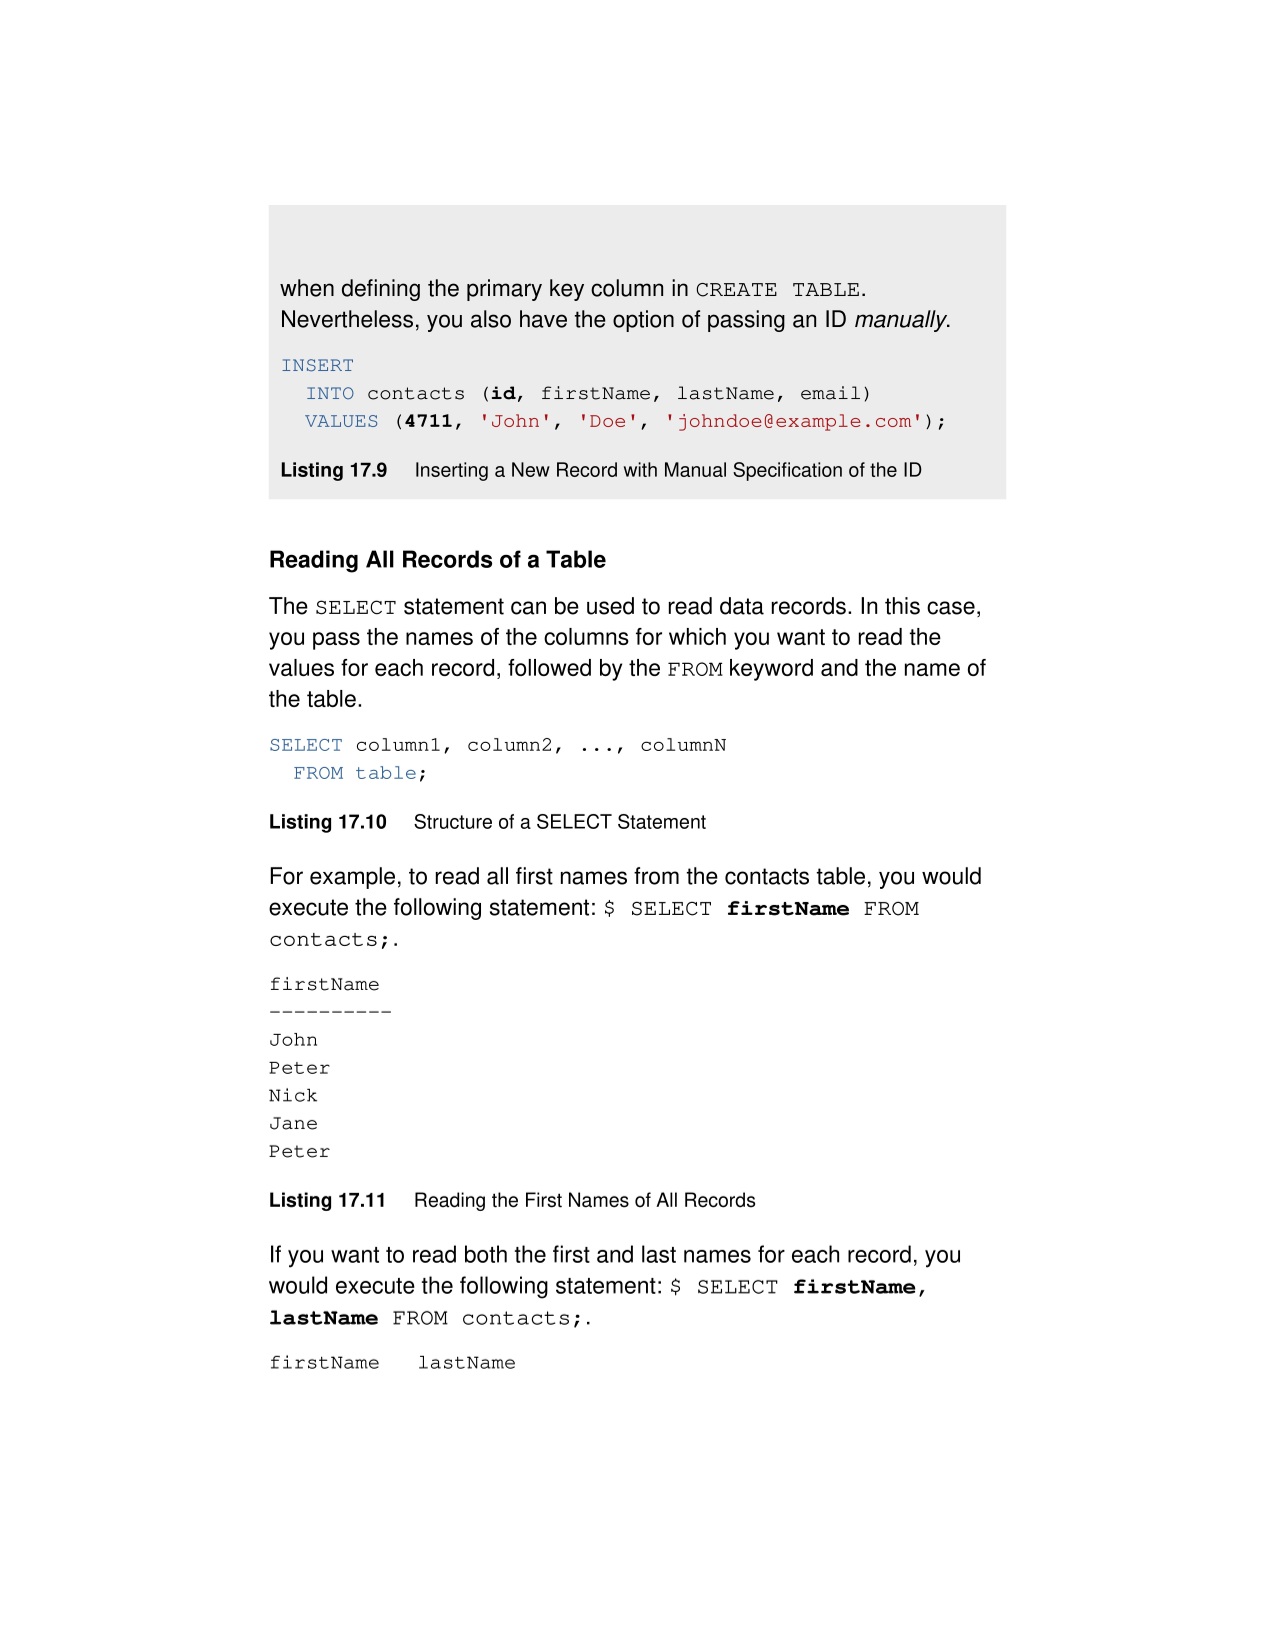 when defining the primary key column in CREATE TABLE.
Nevertheless, you also have the option of passing an ID manually.
INSERT
  INTO contacts (id, firstName, lastName, email)
  VALUES (4711, 'John', 'Doe', 'johndoe@example.com');
Listing 17.9 Inserting a New Record with Manual Specification of the ID
Reading All Records of a Table
The SELECT statement can be used to read data records. In this case,
you pass the names of the columns for which you want to read the
values for each record, followed by the FROM keyword and the name of
the table.
SELECT column1, column2, ..., columnN
  FROM table;
Listing 17.10 Structure of a SELECT Statement
For example, to read all first names from the contacts table, you would
execute the following statement: $ SELECT firstName FROM
contacts;.
firstName
----------
John
Peter
Nick
Jane
Peter
Listing 17.11 Reading the First Names of All Records
If you want to read both the first and last names for each record, you
would execute the following statement: $ SELECT firstName,
lastName FROM contacts;.
firstName   lastName